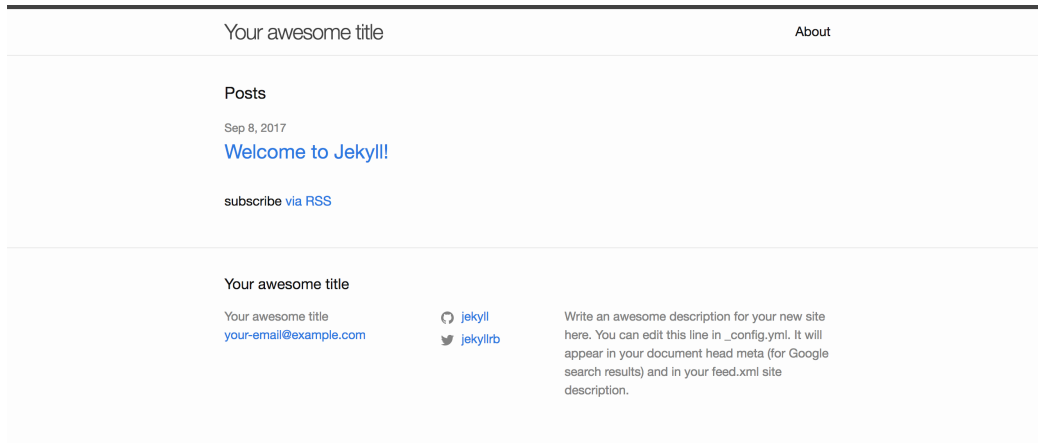 Your awesome title
About
Posts
Sep 8, 2017
Welcome to Jekyll!
subscribe via RSS
Your awesome title
Your awesome title
your-email@example.com
jekyll
jekyllrb
Write an awesome description for your new site
here. You can edit this line in _config.yml. It will
appear in your document head meta (for Google
search results) and in your feed.xml site
description.